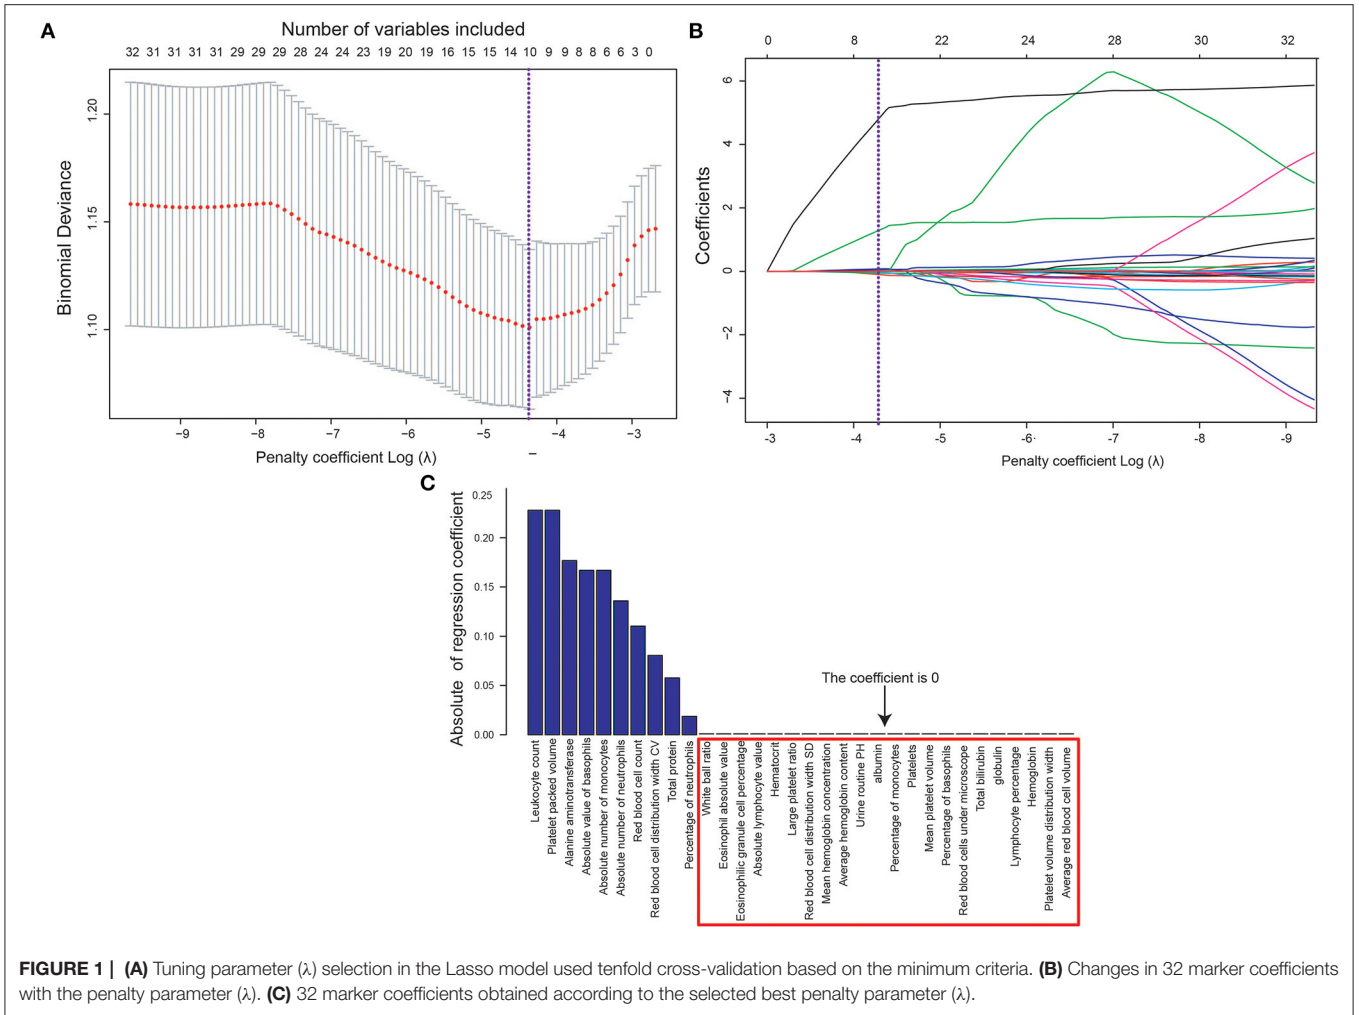 A
Number of variables included
32 31 31 31 31 29 29 29 28 24 24 23 19 20 19 16 15 15 14 10 9 9 8 8 6 6 3 0
Binomial Deviance
1.20
1.15
1.10
−9 −8 −7 −6 −5 −4 −3
Penalty coefficient Log (λ)
–
B
0 8 22 24 28 30 32
Coefficients
6
4
2
0
−2
−4
-3 -4 -5 -6· -7 -8 -9
Penalty coefficient Log (λ)
C
Absolute of regression coefficient
0.25
0.20
0.15
0.10
0.05
0.00
The coefficient is 0
Leukocyte count
Platelet packed volume
Alanine aminotransferase
Absolute value of basophils
Absolute number of monocytes
Absolute number of neutrophils
Red blood cell count
Red blood cell distribution width CV
Total protein
Percentage of neutrophils
White ball ratio
Eosinophil absolute value
Eosinophilic granule cell percentage
Absolute lymphocyte value
Hematocrit
Large platelet ratio
Red blood cell distribution width SD
Mean hemoglobin concentration
Average hemoglobin content
Urine routine PH
albumin
Percentage of monocytes
Platelets
Mean platelet volume
Percentage of basophils
Red blood cells under microscope
Total bilirubin
globulin
Lymphocyte percentage
Hemoglobin
Platelet volume distribution width
Average red blood cell volume
FIGURE 1 | (A) Tuning parameter (λ) selection in the Lasso model used tenfold cross-validation based on the minimum criteria. (B) Changes in 32 marker coefficients
with the penalty parameter (λ). (C) 32 marker coefficients obtained according to the selected best penalty parameter (λ).